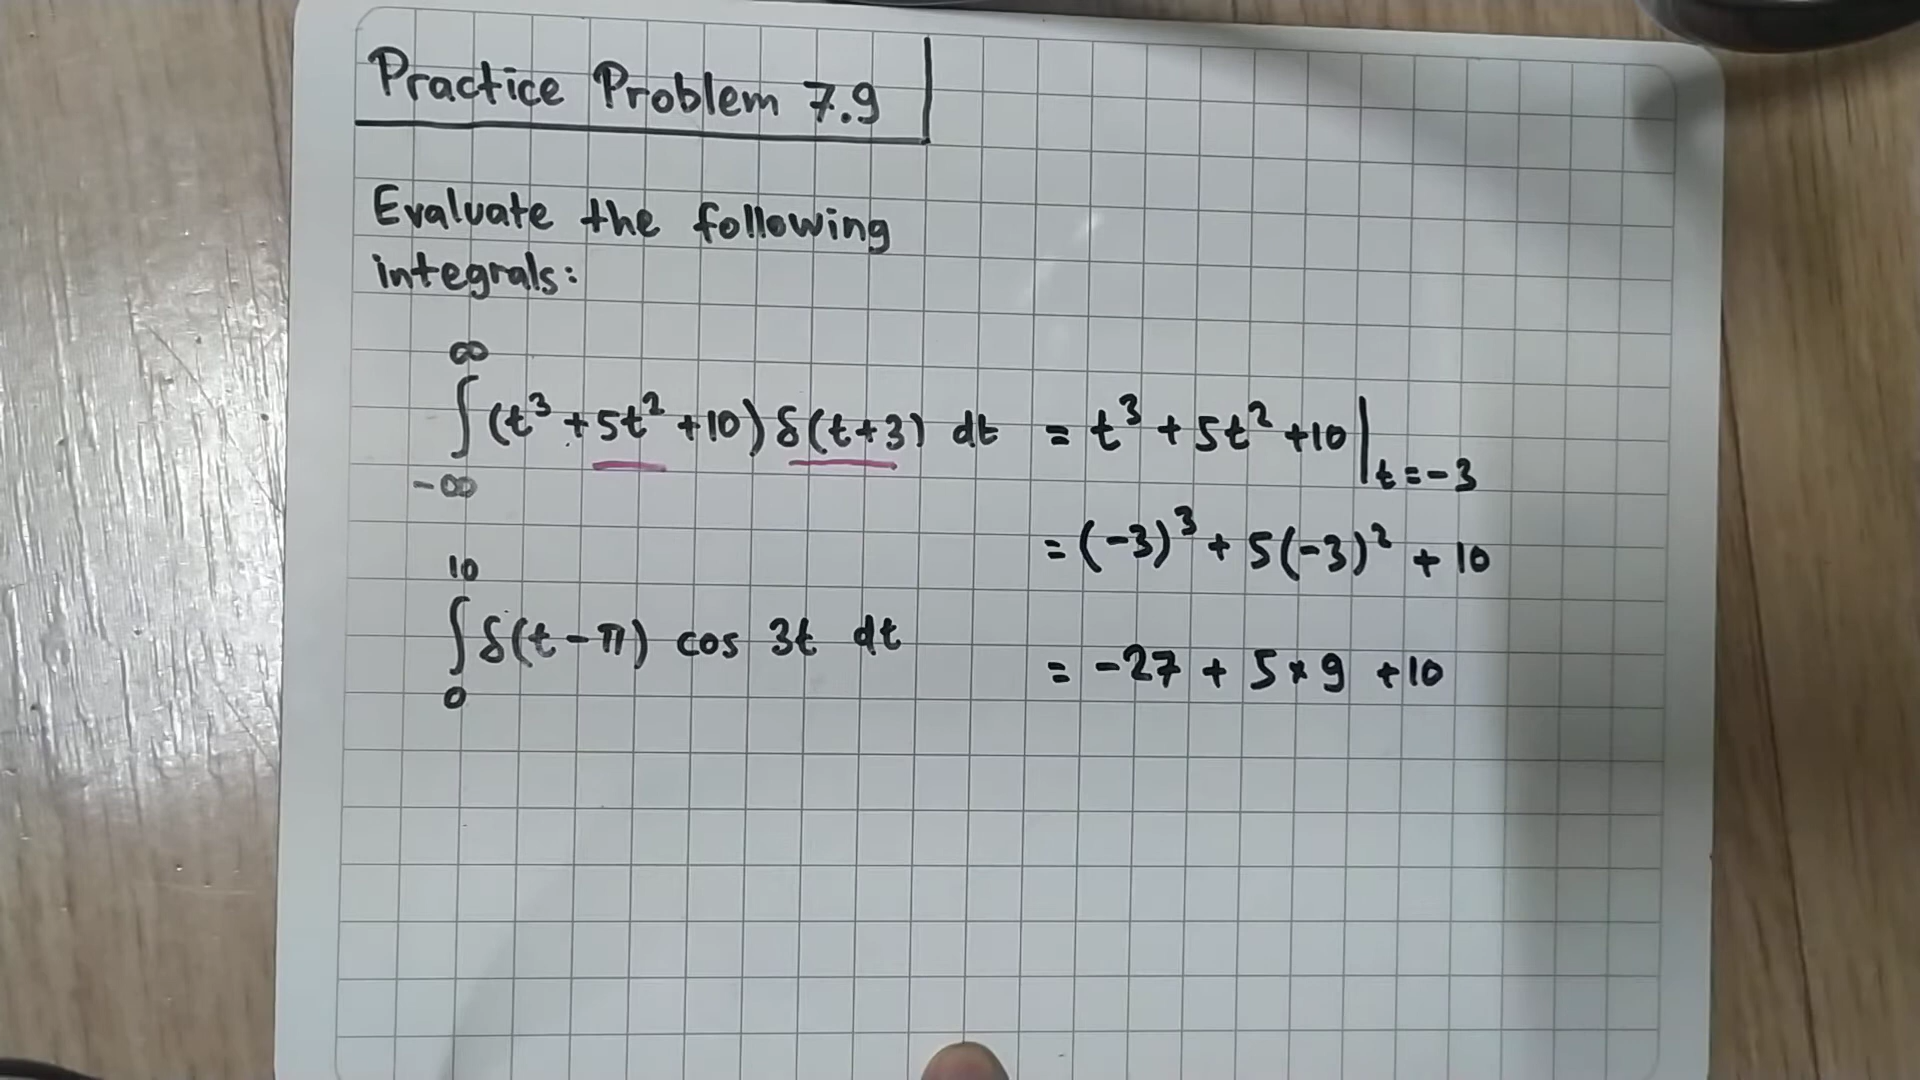 Practice Problem 7.9
Evaluate the following
integrals:
∫_{-∞}^{∞} (t³ + 5t² + 10) δ(t+3) dt = t³ + 5t² + 10 |_{t=-3}
= (-3)³ + 5(-3)² + 10
∫_{0}^{10} δ(t-π) cos 3t dt
= -27 + 5×9 + 10